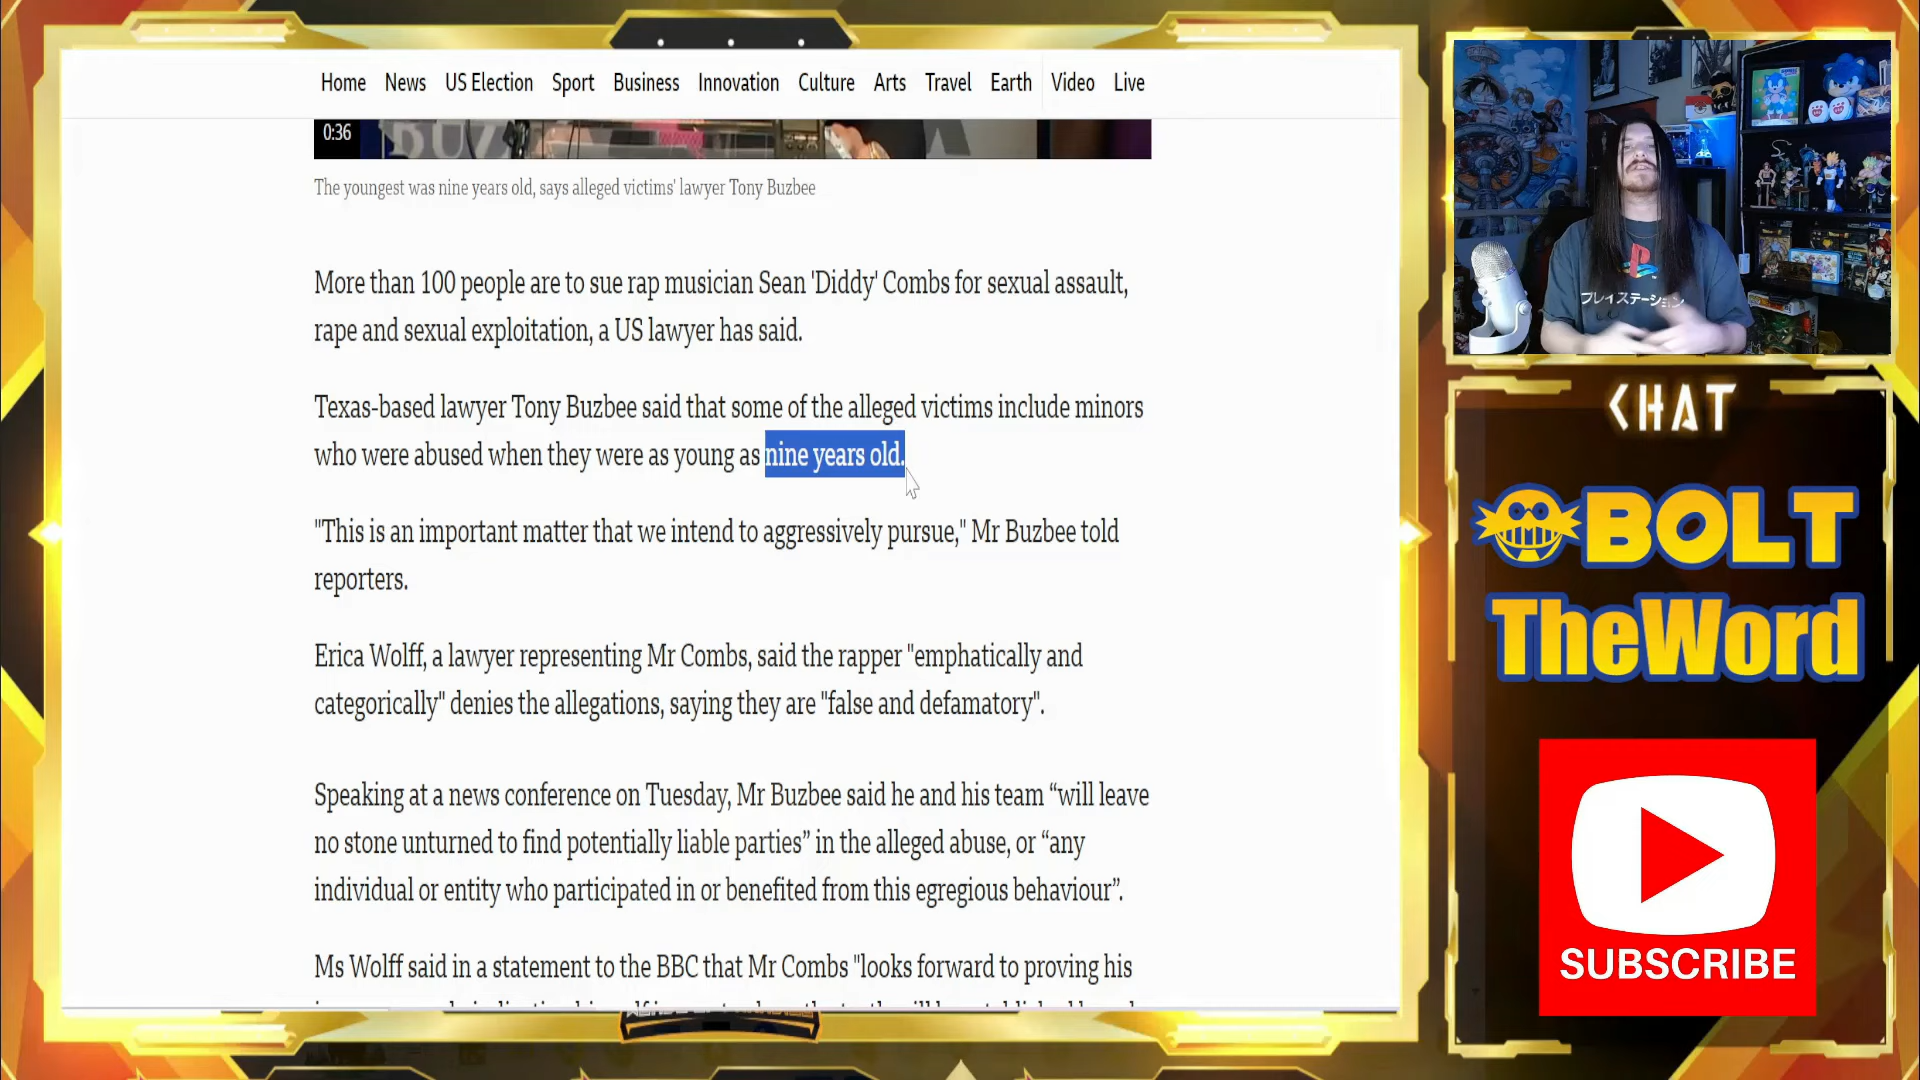 Home News US Election Sport Business Innovation Culture Arts Travel Earth Video Live
0:36
The youngest was nine years old, says alleged victims' lawyer Tony Buzbee
More than 100 people are to sue rap musician Sean 'Diddy' Combs for sexual assault,
rape and sexual exploitation, a US lawyer has said.
Texas-based lawyer Tony Buzbee said that some of the alleged victims include minors
who were abused when they were as young as nine years old.
"This is an important matter that we intend to aggressively pursue," Mr Buzbee told
reporters.
Erica Wolff, a lawyer representing Mr Combs, said the rapper "emphatically and
categorically" denies the allegations, saying they are "false and defamatory".
Speaking at a news conference on Tuesday, Mr Buzbee said he and his team “will leave
no stone unturned to find potentially liable parties” in the alleged abuse, or “any
individual or entity who participated in or benefited from this egregious behaviour”.
Ms Wolff said in a statement to the BBC that Mr Combs "looks forward to proving his
プレイステーション
CHAT
BOLT
TheWord
SUBSCRIBE